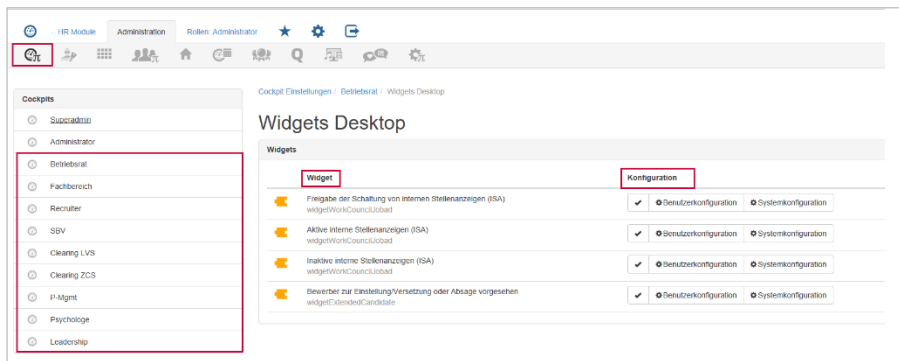 HR Module Administration Rollen: Administrator
Cockpits
Superadmin
Administrator
Betriebsrat
Fachbereich
Recruiter
SBV
Clearing LVS
Clearing ZCS
P-Mgmt
Psychologe
Leadership
Cockpit Einstellungen / Betriebsrat / Widgets Desktop
Widgets Desktop
Widgets
Widget Konfiguration
Freigabe der Schaltung von internen Stellenanzeigen (ISA)
widgetWorkCouncilJobad
Benutzerkonfiguration Systemkonfiguration
Aktive interne Stellenanzeigen (ISA)
widgetWorkCouncilJobad
Benutzerkonfiguration Systemkonfiguration
Inaktive interne Stellenanzeigen (ISA)
widgetWorkCouncilJobad
Benutzerkonfiguration Systemkonfiguration
Bewerber zur Einstellung/Versetzung oder Absage vorgesehen
widgetExtendedCandidate
Benutzerkonfiguration Systemkonfiguration